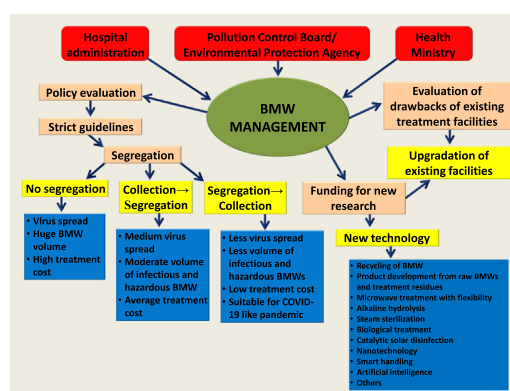 Hospital
administration
Pollution Control Board/
Environmental Protection Agency
Health
Ministry
BMW
MANAGEMENT
Policy evaluation
Strict guidelines
Segregation
Evaluation of
drawbacks of existing
treatment facilities
Upgradation of
existing facilities
No segregation
Collection→
Segregation
Segregation→
Collection
Funding for new
research
New technology
• Virus spread
• Huge BMW
volume
• High treatment
cost
• Medium virus
spread
• Moderate volume
of infectious and
hazardous BMW
• Average treatment
cost
• Less virus spread
• Less volume of
infectious and
hazardous BMWs
• Low treatment cost
• Suitable for COVID-
19 like pandemic
• Recycling of BMW
• Product development from raw BMWs
and treatment residues
• Microwave treatment with flexibility
• Alkaline hydrolysis
• Steam sterilization
• Biological treatment
• Catalytic solar disinfection
• Nanotechnology
• Smart handling
• Artificial intelligence
• Others